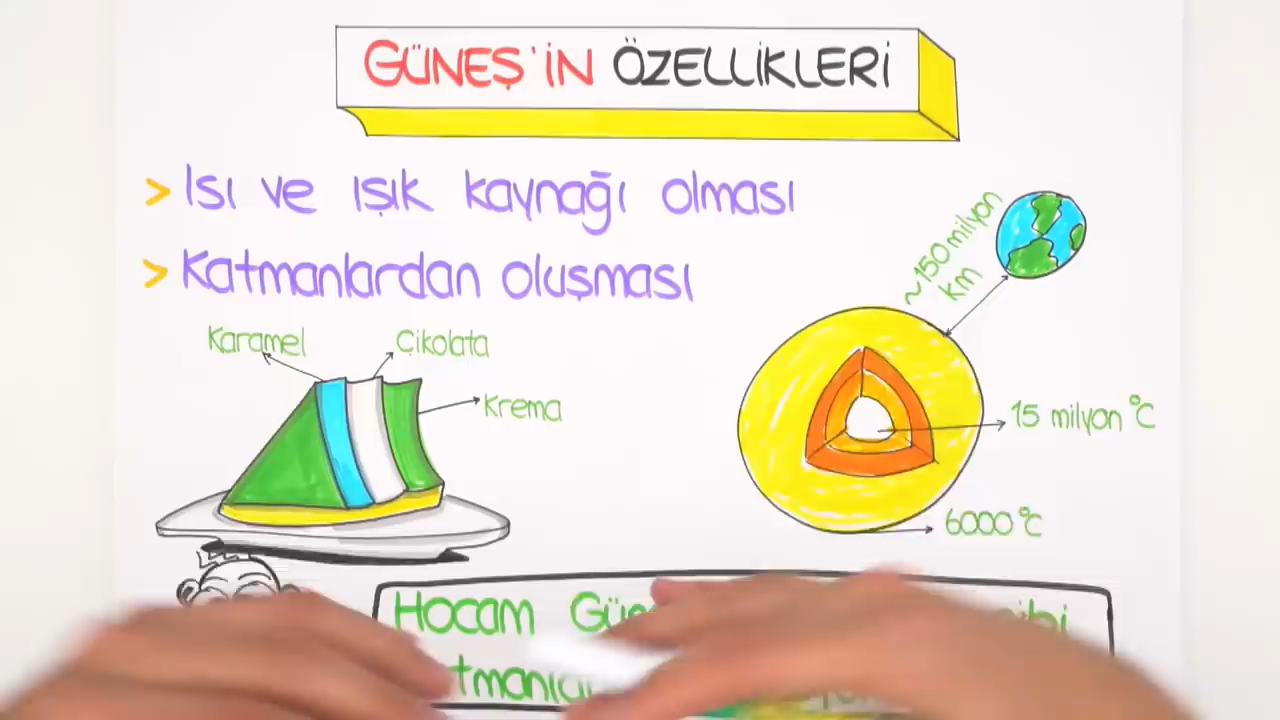 GÜNEŞ'İN ÖZELLİKLERİ
> Isı ve ışık kaynağı olması
> Katmanlardan oluşması
Karamel
Çikolata
Krema
~150 milyon
km
15 milyon °C
6000 °C
Hocam